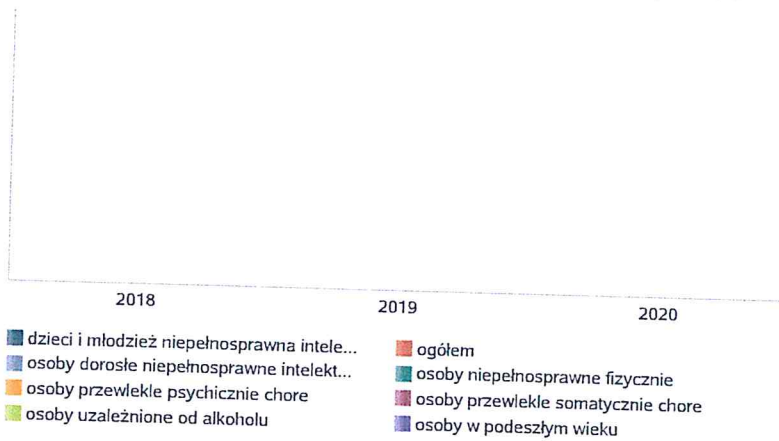 2018 2019 2020
dzieci i młodzież niepełnosprawna intele... ogółem
osoby dorosłe niepełnosprawne intelekt... osoby niepełnosprawne fizycznie
osoby przewlekle psychicznie chore osoby przewlekle somatycznie chore
osoby uzależnione od alkoholu osoby w podeszłym wieku